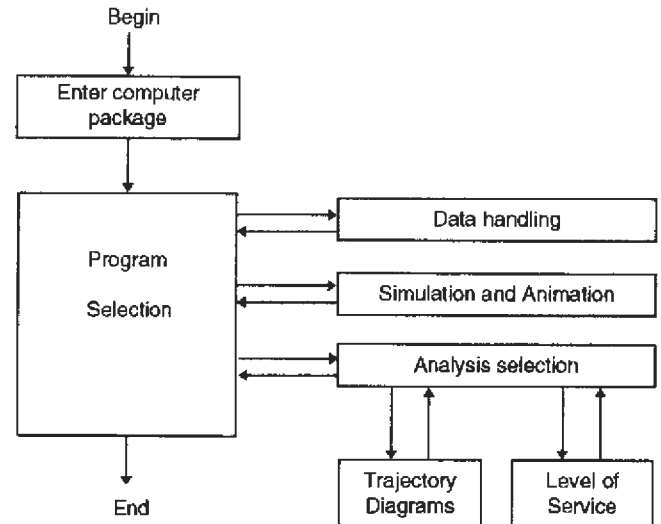 Begin
Enter computer
package
Program
Selection
Data handling
Simulation and Animation
Analysis selection
Trajectory
Diagrams
Level of
Service
End